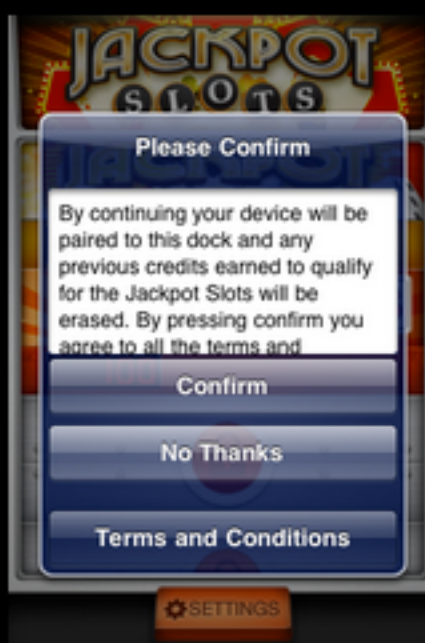 JACKPOT
SLOTS
Please Confirm
By continuing your device will be
paired to this dock and any
previous credits earned to qualify
for the Jackpot Slots will be
erased. By pressing confirm you
agree to all the terms and
Confirm
No Thanks
Terms and Conditions
SETTINGS